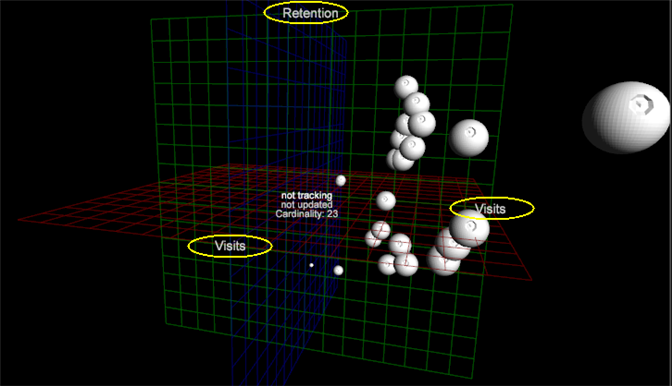 Retention
not tracking
not updated
Cardinality: 23
Visits
Visits